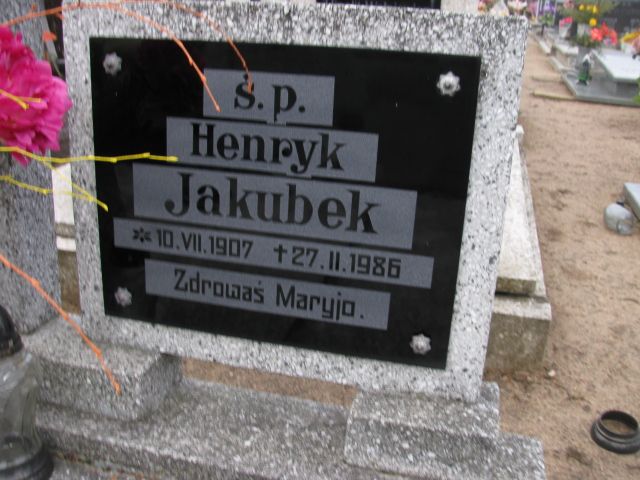 ś.p.
Henryk
Jakubek
* 10.VII.1907 † 27.II.1986
Zdrowaś Maryjo.